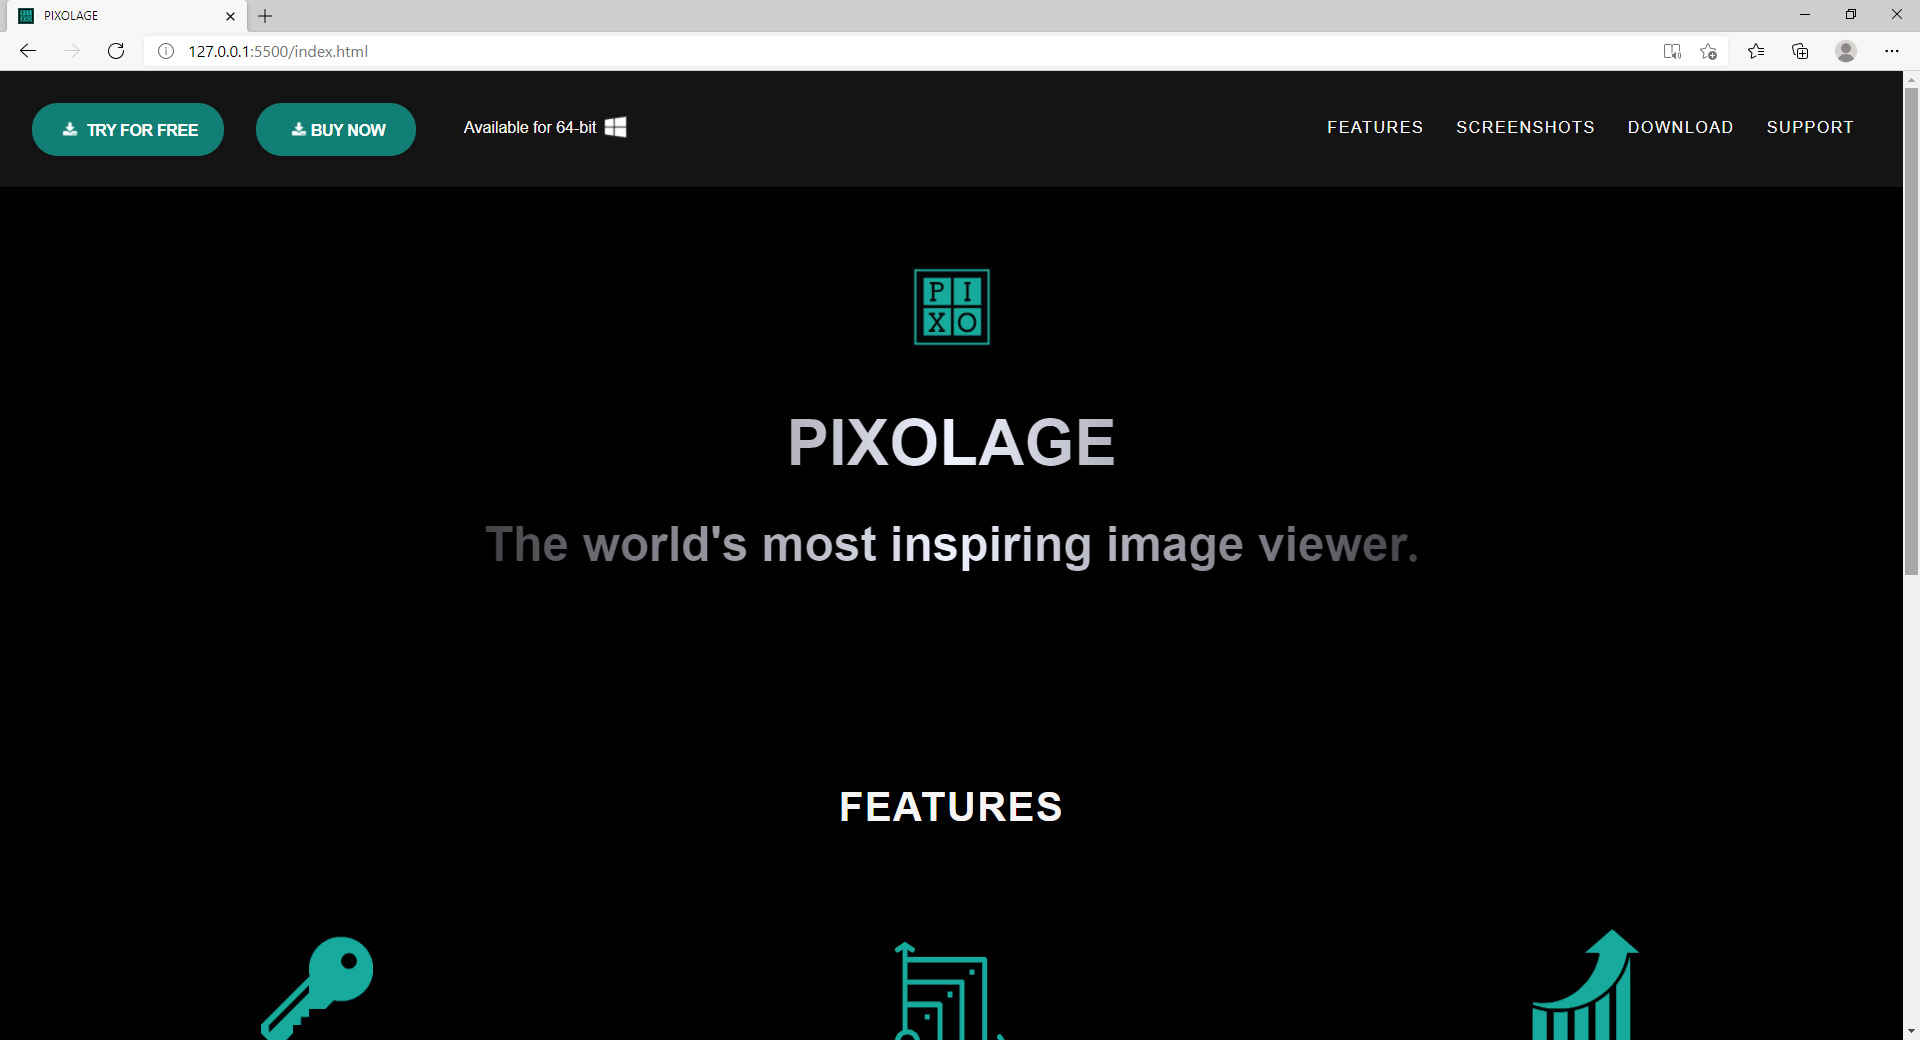 PIXOLAGE
127.0.0.1:5500/index.html
TRY FOR FREE
BUY NOW
Available for 64-bit
FEATURES
SCREENSHOTS
DOWNLOAD
SUPPORT
P I
X O
PIXOLAGE
The world's most inspiring image viewer.
FEATURES